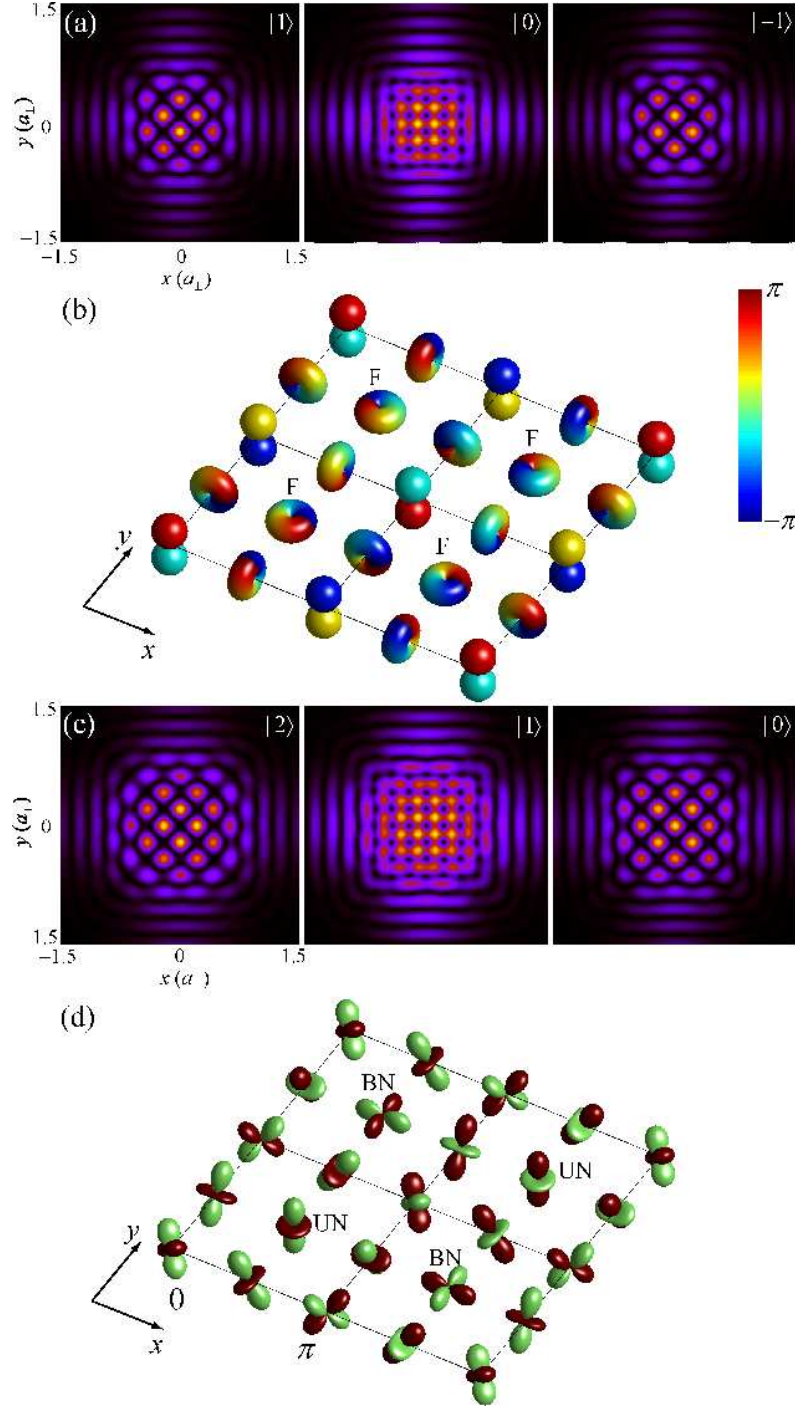 1.5 (a) |1⟩ |0⟩ |−1⟩
y (a⊥)
0
−1.5
−1.5 0 1.5
x (a⊥)
(b) π
F
F
F
F
−π
y
x
1.5 (c) |2⟩ |1⟩ |0⟩
y (a⊥)
0
−1.5
−1.5 0 1.5
x (a_)
(d)
BN
UN
UN
BN
y
0
x
π